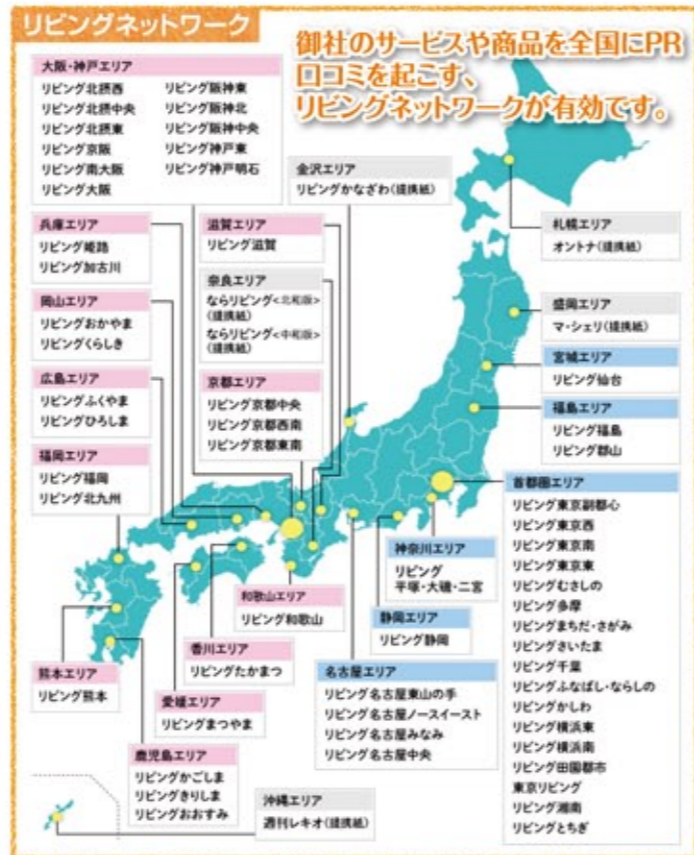 リビングネットワーク
御社のサービスや商品を全国にPR
口コミを起こす、
リビングネットワークが有効です。
大阪・神戸エリア
リビング北摂西
リビング北摂中央
リビング北摂東
リビング京阪
リビング南大阪
リビング大阪
リビング阪神東
リビング阪神北
リビング阪神中央
リビング神戸東
リビング神戸明石
金沢エリア
リビングかなざわ(提携紙)
札幌エリア
オントナ(提携紙)
兵庫エリア
リビング姫路
リビング加古川
滋賀エリア
リビング滋賀
奈良エリア
ならリビング<北和版>
(提携紙)
ならリビング<中和版>
(提携紙)
岡山エリア
リビングおかやま
リビングくらしき
盛岡エリア
マ・シェリ(提携紙)
宮城エリア
リビング仙台
広島エリア
リビングふくやま
リビングひろしま
京都エリア
リビング京都中央
リビング京都西南
リビング京都東南
福島エリア
リビング福島
リビング郡山
福岡エリア
リビング福岡
リビング北九州
首都圏エリア
リビング東京副都心
リビング東京西
リビング東京南
リビング東京東
リビングむさしの
リビング多摩
リビングまちだ・さがみ
リビングさいたま
リビング千葉
リビングふなばし・ならしの
リビングかしわ
リビング横浜東
リビング横浜南
リビング田園都市
東京リビング
リビング湘南
リビングとちぎ
神奈川エリア
リビング
平塚・大磯・二宮
和歌山エリア
リビング和歌山
静岡エリア
リビング静岡
香川エリア
リビングたかまつ
名古屋エリア
リビング名古屋東山の手
リビング名古屋ノースイースト
リビング名古屋みなみ
リビング名古屋中央
熊本エリア
リビング熊本
愛媛エリア
リビングまつやま
鹿児島エリア
リビングかごしま
リビングきりしま
リビングおおすみ
沖縄エリア
週刊レキオ(提携紙)